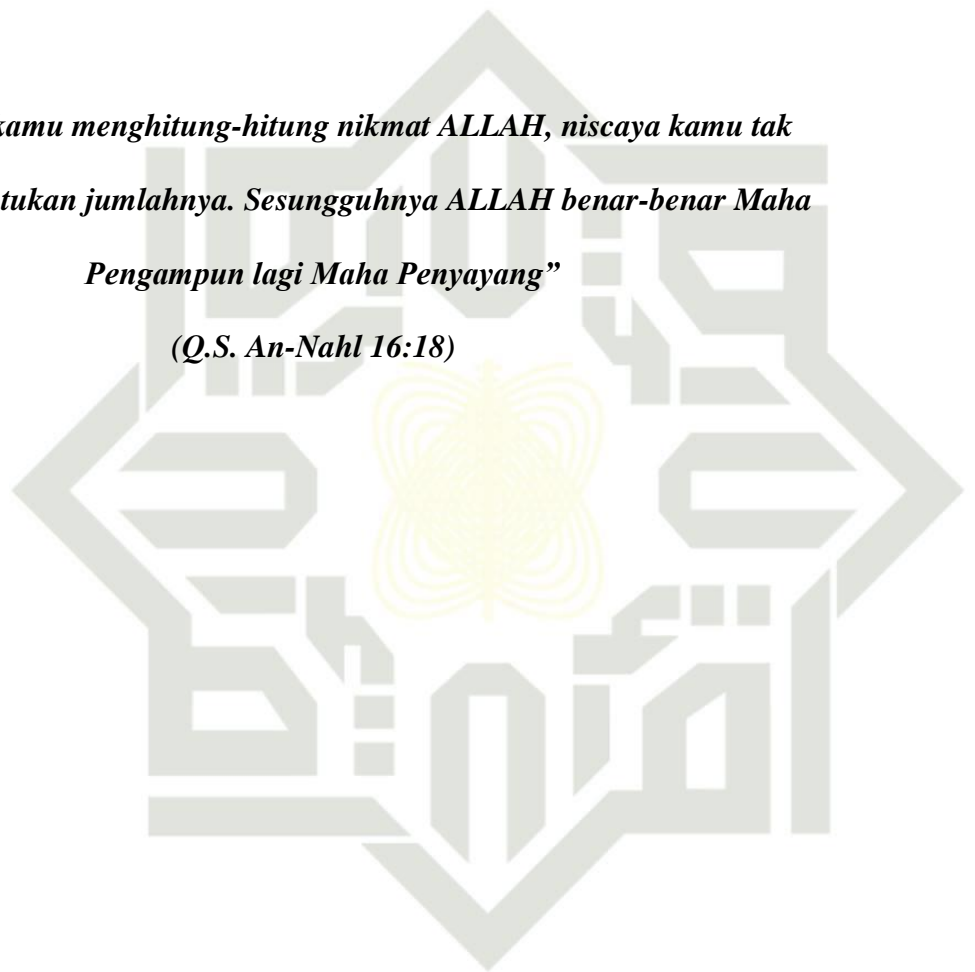 kamu menghitung-hitung nikmat ALLAH, niscaya kamu tak
tukan jumlahnya. Sesungguhnya ALLAH benar-benar Maha
Pengampun lagi Maha Penyayang”
(Q.S. An-Nahl 16:18)